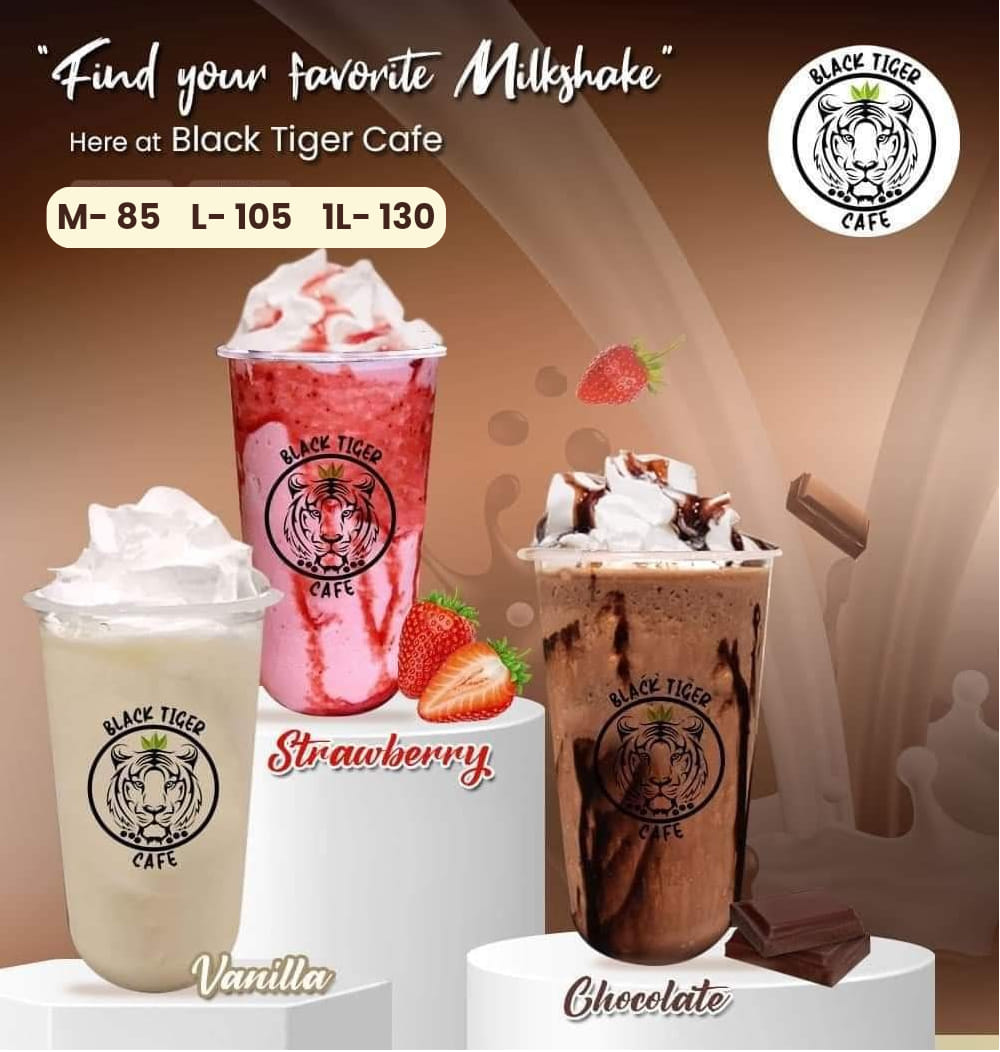 "Find your favorite Milkshake"
Here at Black Tiger Cafe
BLACK TIGER
CAFE
M- 85 L- 105 1L- 130
BLACK TIGER
CAFE
BLACK TIGER
CAFE
BLACK TIGER
CAFE
Strawberry
Vanilla
Chocolate